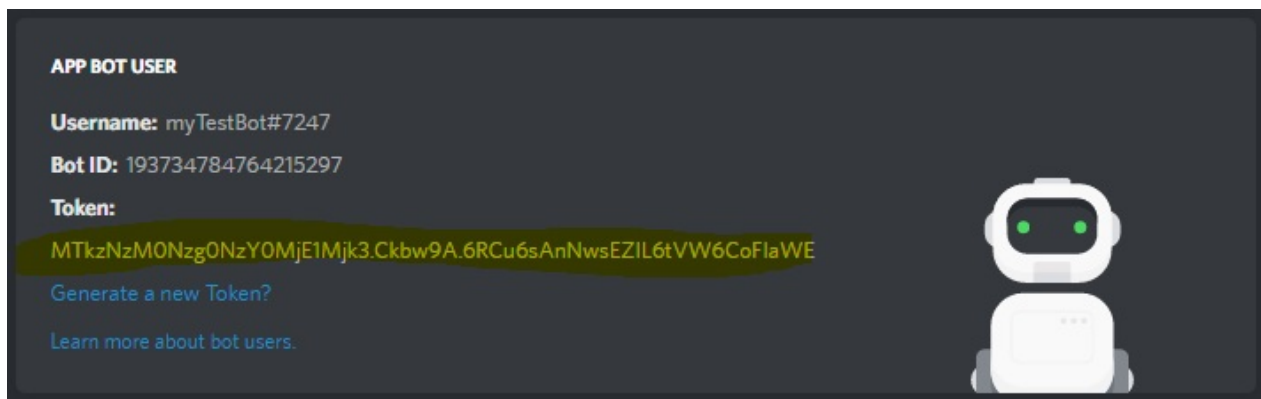 APP BOT USER
Username: myTestBot#7247
Bot ID: 193734784764215297
Token:
MTkzNzM0Nzg0NzY0MjE1Mjk3.Ckbw9A.6RCu6sAnNwsEZIL6tVW6CoFIaWE
Generate a new Token?
Learn more about bot users.